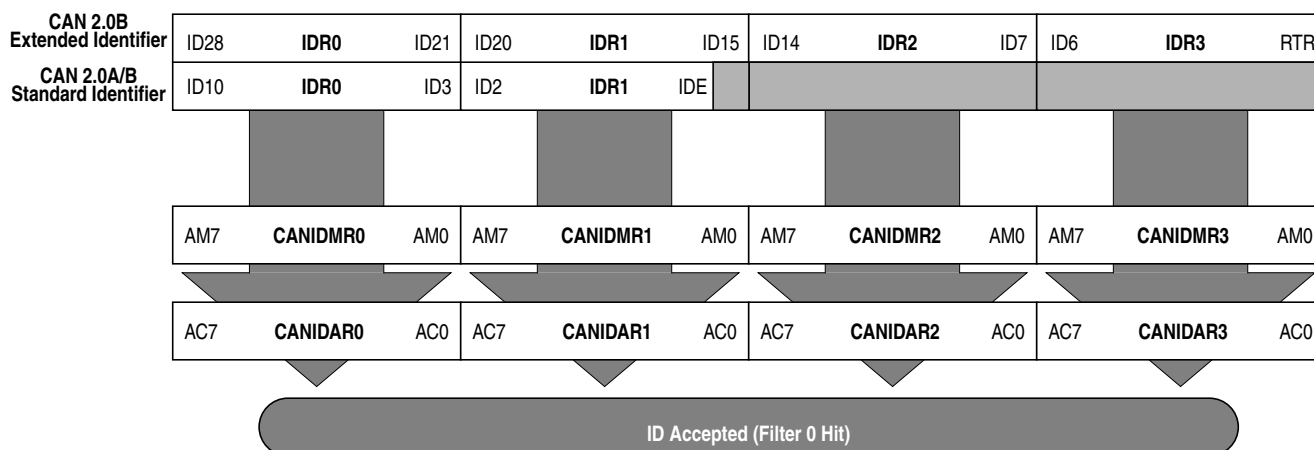 CAN 2.0B
Extended Identifier
ID28 IDR0 ID21 ID20 IDR1 ID15 ID14 IDR2 ID7 ID6 IDR3 RTR
CAN 2.0A/B
Standard Identifier
ID10 IDR0 ID3 ID2 IDR1 IDE
AM7 CANIDMR0 AM0 AM7 CANIDMR1 AM0 AM7 CANIDMR2 AM0 AM7 CANIDMR3 AM0
AC7 CANIDAR0 AC0 AC7 CANIDAR1 AC0 AC7 CANIDAR2 AC0 AC7 CANIDAR3 AC0
ID Accepted (Filter 0 Hit)